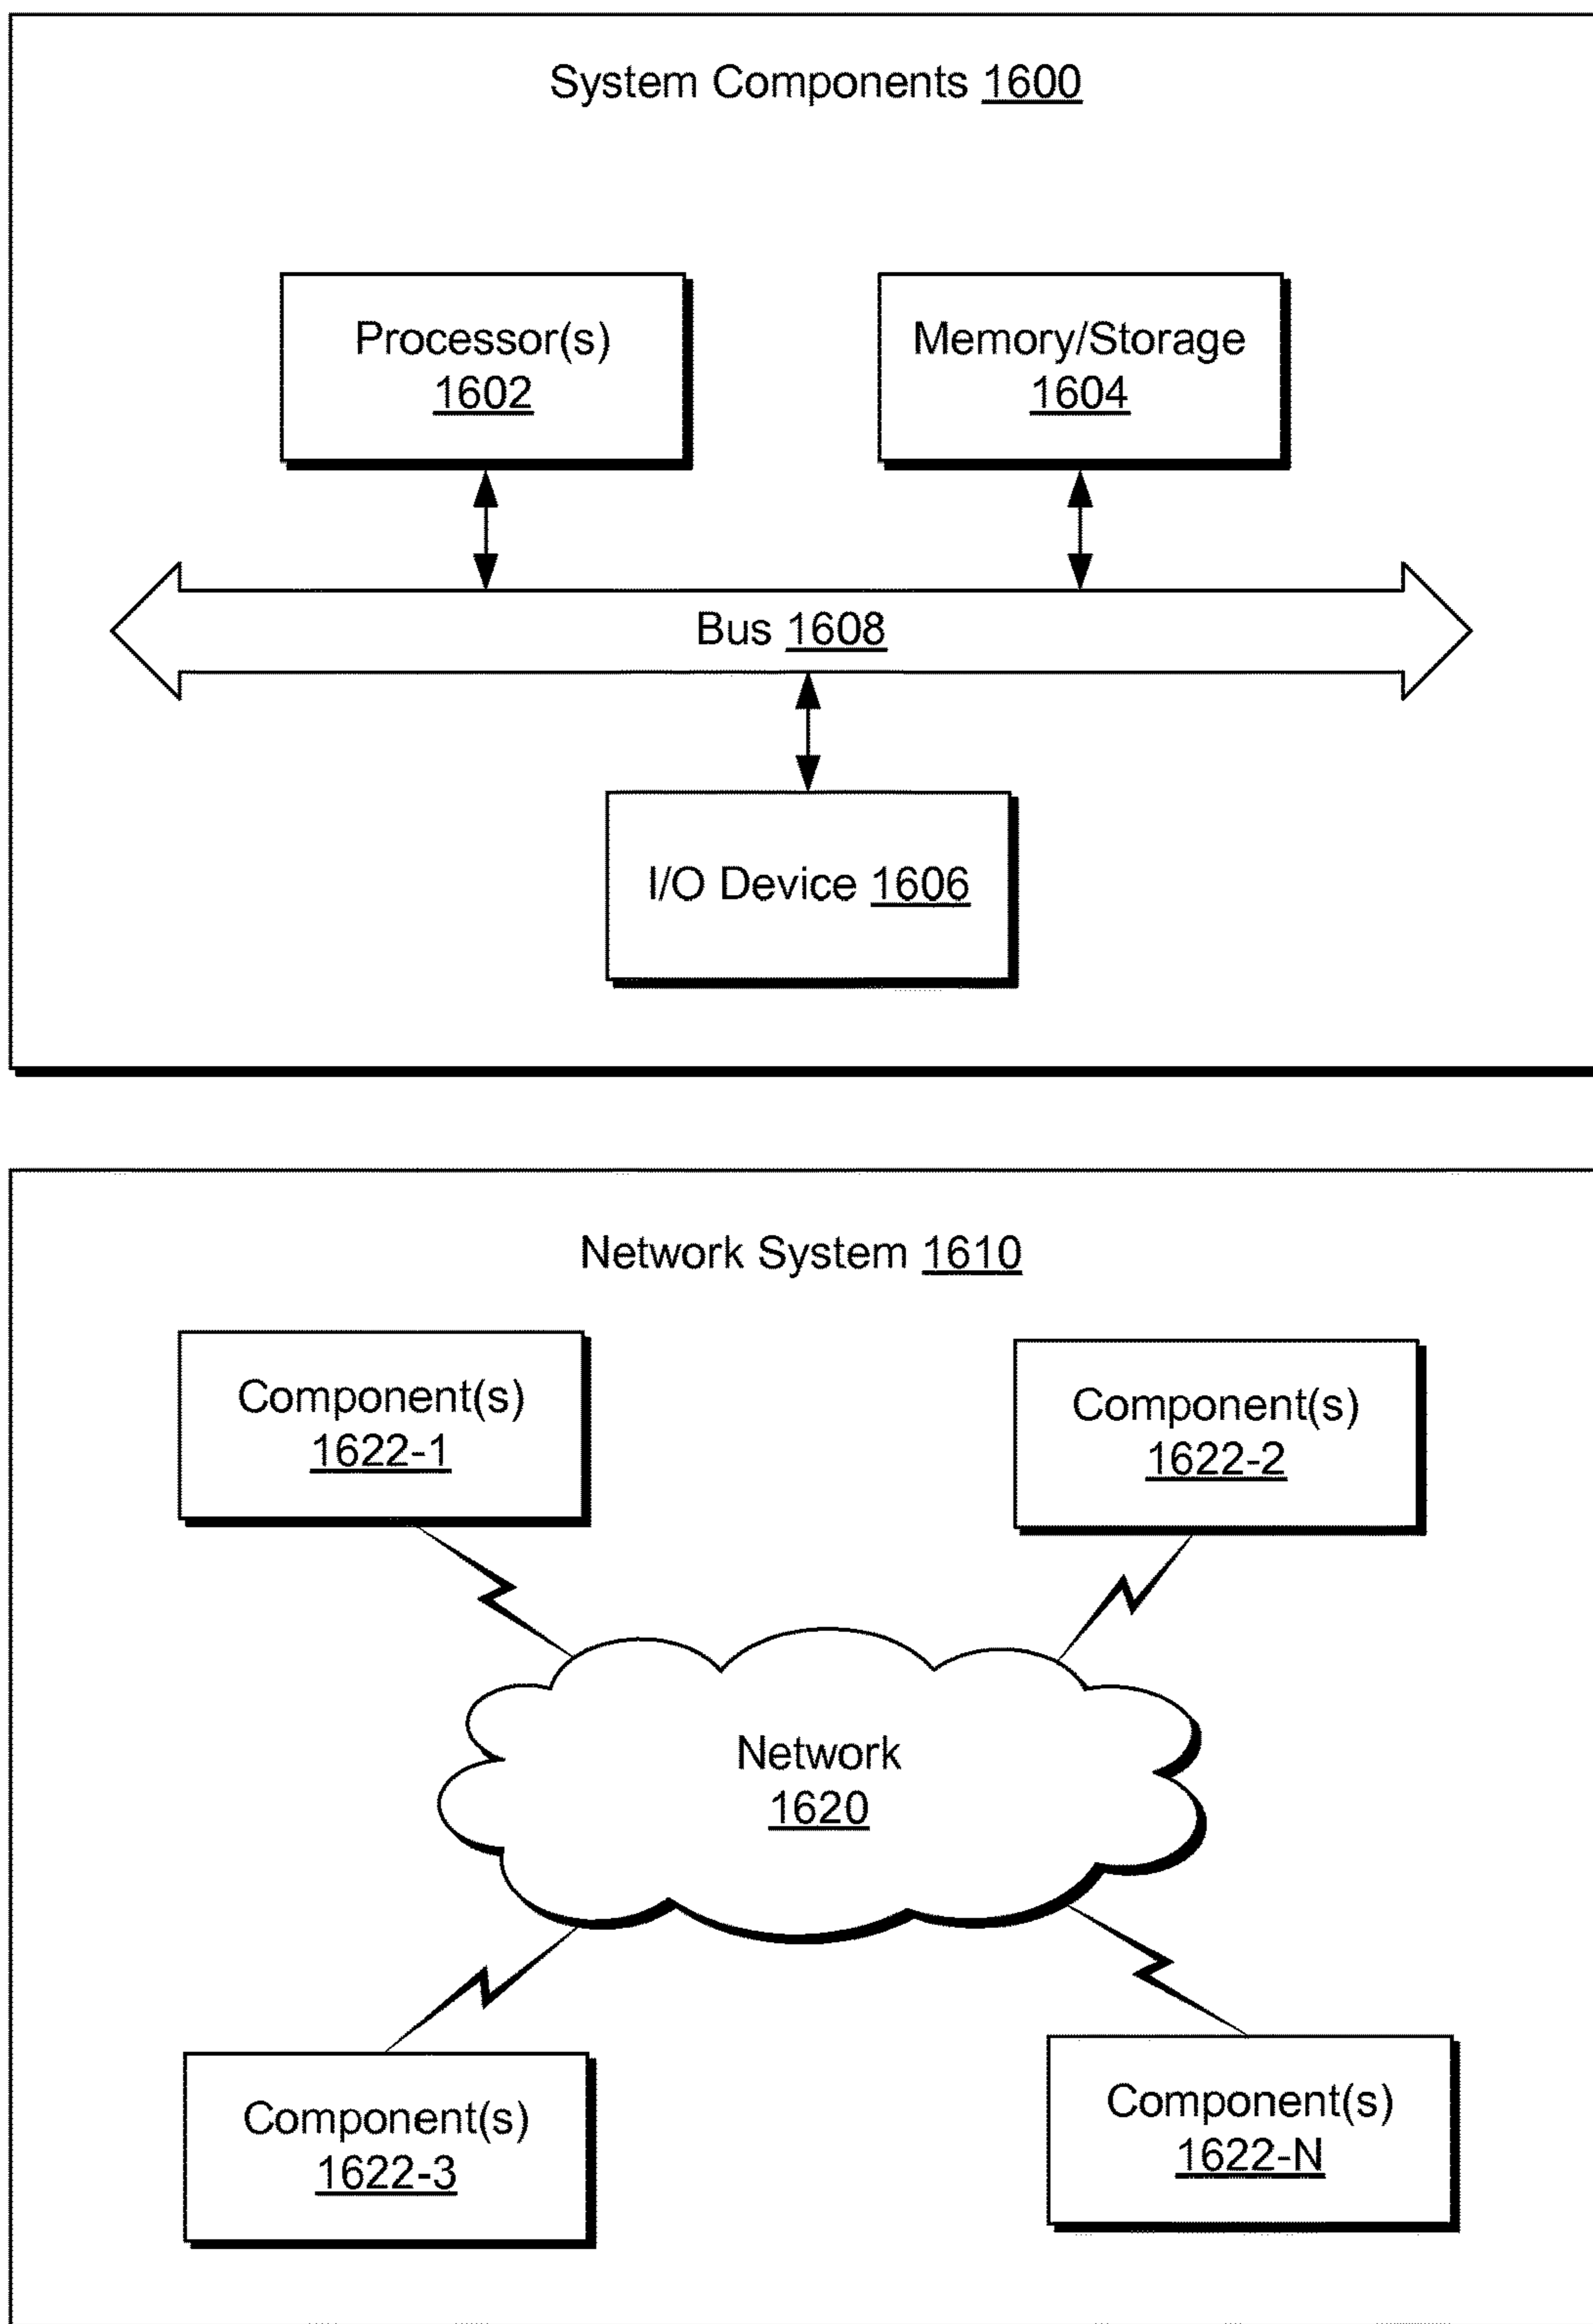 System Components 1600
Processor(s)
1602
Memory/Storage
1604
Bus 1608
I/O Device 1606
Network System 1610
Component(s)
1622-1
Component(s)
1622-2
Network
1620
Component(s)
1622-3
Component(s)
1622-N